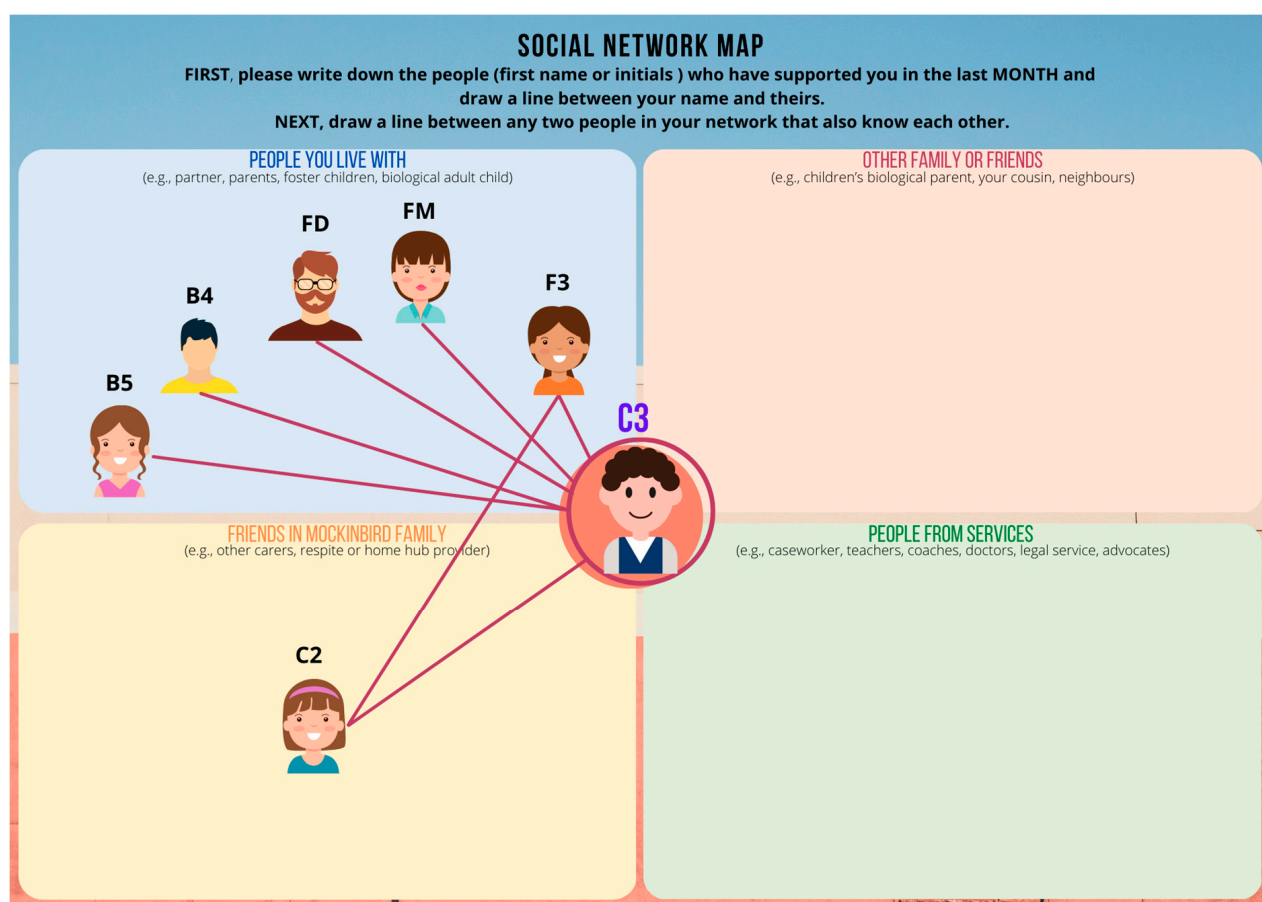 SOCIAL NETWORK MAP
FIRST, please write down the people (first name or initials ) who have supported you in the last MONTH and
draw a line between your name and theirs.
NEXT, draw a line between any two people in your network that also know each other.
PEOPLE YOU LIVE WITH
(e.g., partner, parents, foster children, biological adult child)
OTHER FAMILY OR FRIENDS
(e.g., children's biological parent, your cousin, neighbours)
FM
FD
F3
B4
B5
C3
FRIENDS IN MOCKINBIRD FAMILY
(e.g., other carers, respite or home hub provider)
PEOPLE FROM SERVICES
(e.g., caseworker, teachers, coaches, doctors, legal service, advocates)
C2